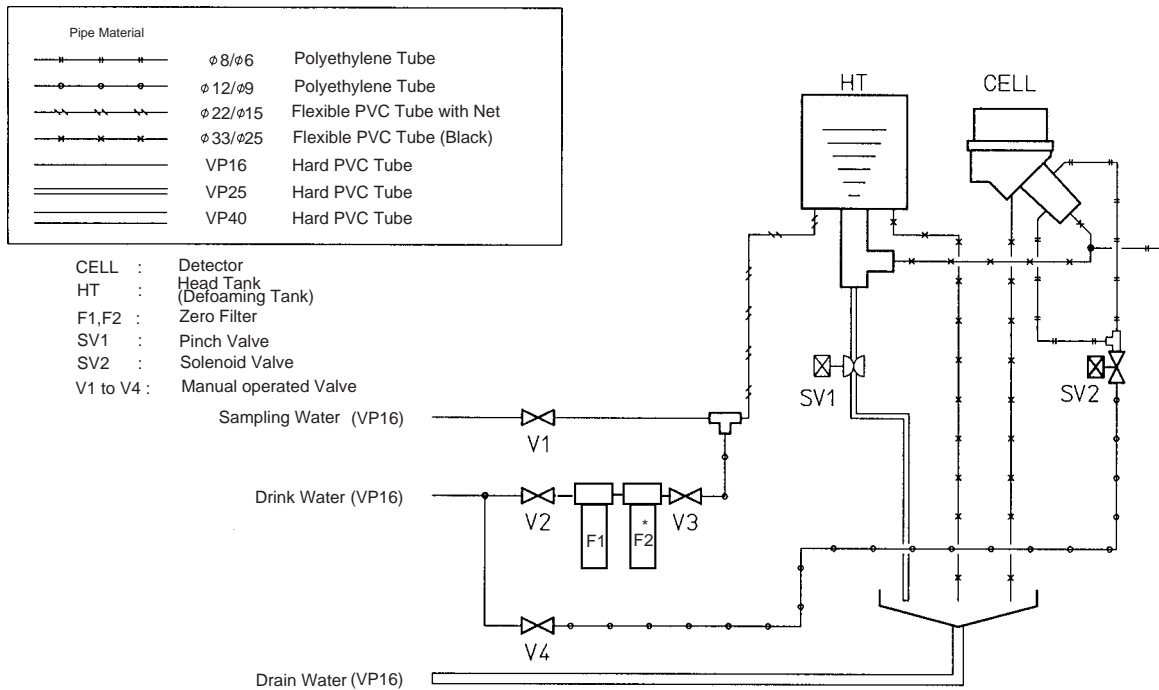 Pipe Material
φ8/φ6 Polyethylene Tube
φ12/φ9 Polyethylene Tube
φ22/φ15 Flexible PVC Tube with Net
φ33/φ25 Flexible PVC Tube (Black)
VP16 Hard PVC Tube
VP25 Hard PVC Tube
VP40 Hard PVC Tube
HT
CELL
CELL : Detector
HT : Head Tank
(Defoaming Tank)
F1,F2 : Zero Filter
SV1 : Pinch Valve
SV2 : Solenoid Valve
V1 to V4 : Manual operated Valve
SV1
SV2
Sampling Water (VP16)
V1
Drink Water (VP16)
V2
F1
*
F2
V3
V4
Drain Water (VP16)